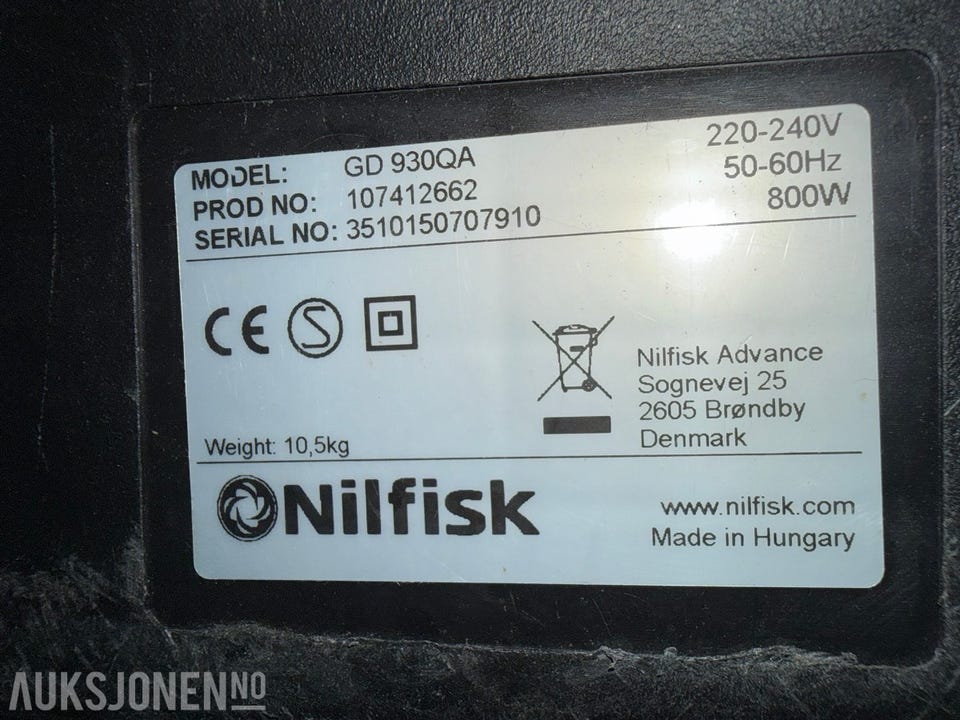 MODEL: GD 930QA 220-240V
PROD NO: 107412662 50-60Hz
SERIAL NO: 3510150707910 800W
CE S
Nilfisk Advance
Sognevej 25
2605 Brøndby
Denmark
Weight: 10,5kg
Nilfisk
www.nilfisk.com
Made in Hungary
AUKSJONEN.NO